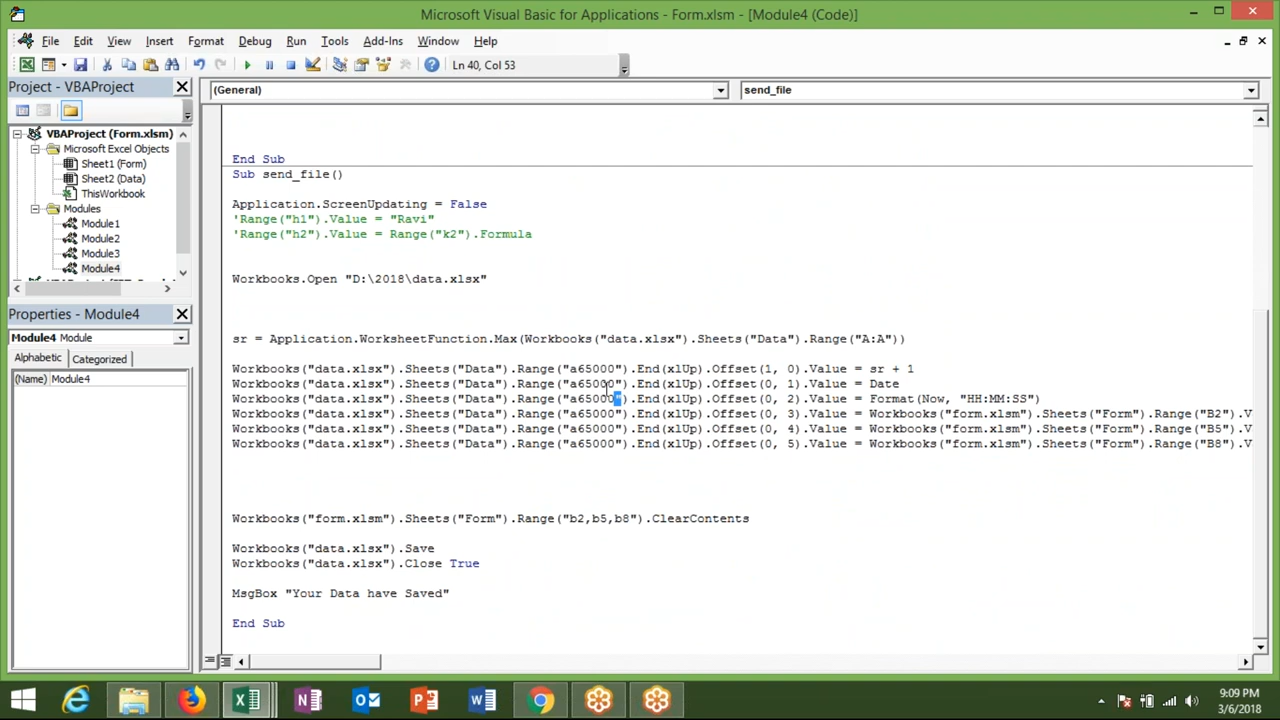 Microsoft Visual Basic for Applications - Form.xlsm - [Module4 (Code)]
File Edit View Insert Format Debug Run Tools Add-Ins Window Help
Ln 40, Col 53
Project - VBAProject
(General) send_file
VBAProject (Form.xlsm)
Microsoft Excel Objects
Sheet1 (Form)
Sheet2 (Data)
ThisWorkbook
Modules
Module1
Module2
Module3
Module4
Properties - Module4
Module4 Module
Alphabetic Categorized
(Name) Module4
End Sub
Sub send_file()
Application.ScreenUpdating = False
'Range("h1").Value = "Ravi"
'Range("h2").Value = Range("k2").Formula
Workbooks.Open "D:\2018\data.xlsx"
sr = Application.WorksheetFunction.Max(Workbooks("data.xlsx").Sheets("Data").Range("A:A"))
Workbooks("data.xlsx").Sheets("Data").Range("a65000").End(xlUp).Offset(1, 0).Value = sr + 1
Workbooks("data.xlsx").Sheets("Data").Range("a65000").End(xlUp).Offset(0, 1).Value = Date
Workbooks("data.xlsx").Sheets("Data").Range("a65000").End(xlUp).Offset(0, 2).Value = Format(Now, "HH:MM:SS")
Workbooks("data.xlsx").Sheets("Data").Range("a65000").End(xlUp).Offset(0, 3).Value = Workbooks("form.xlsm").Sheets("Form").Range("B2").V
Workbooks("data.xlsx").Sheets("Data").Range("a65000").End(xlUp).Offset(0, 4).Value = Workbooks("form.xlsm").Sheets("Form").Range("B5").V
Workbooks("data.xlsx").Sheets("Data").Range("a65000").End(xlUp).Offset(0, 5).Value = Workbooks("form.xlsm").Sheets("Form").Range("B8").V
Workbooks("form.xlsm").Sheets("Form").Range("b2,b5,b8").ClearContents
Workbooks("data.xlsx").Save
Workbooks("data.xlsx").Close True
MsgBox "Your Data have Saved"
End Sub
9:09 PM
3/6/2018